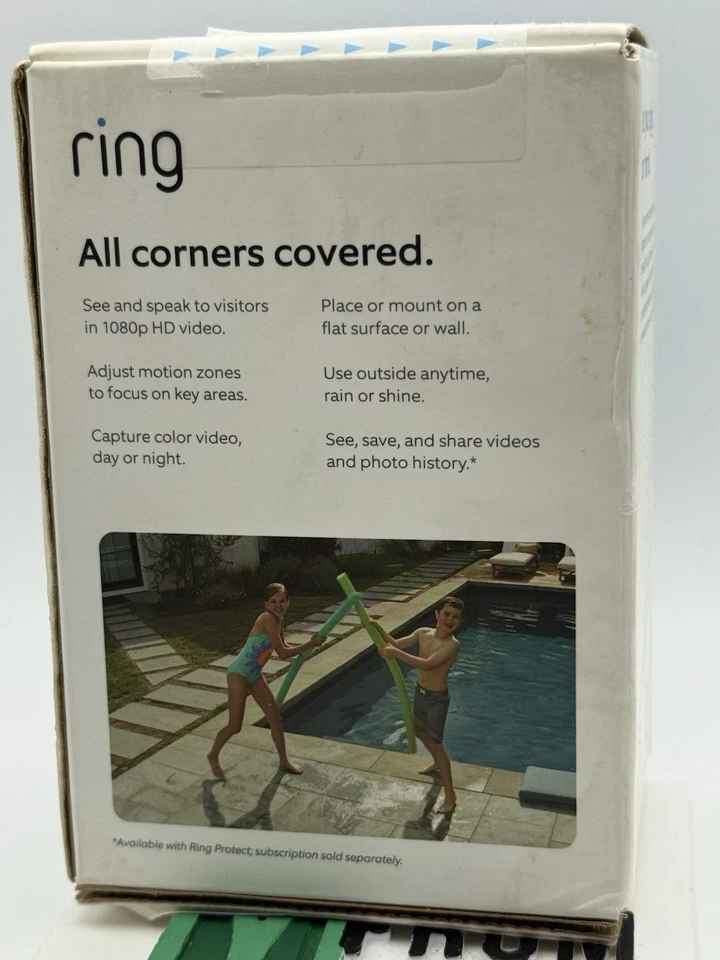 ring
All corners covered.
See and speak to visitors
in 1080p HD video.
Adjust motion zones
to focus on key areas.
Capture color video,
day or night.
Place or mount on a
flat surface or wall.
Use outside anytime,
rain or shine.
See, save, and share videos
and photo history.*
*Available with Ring Protect; subscription sold separately.